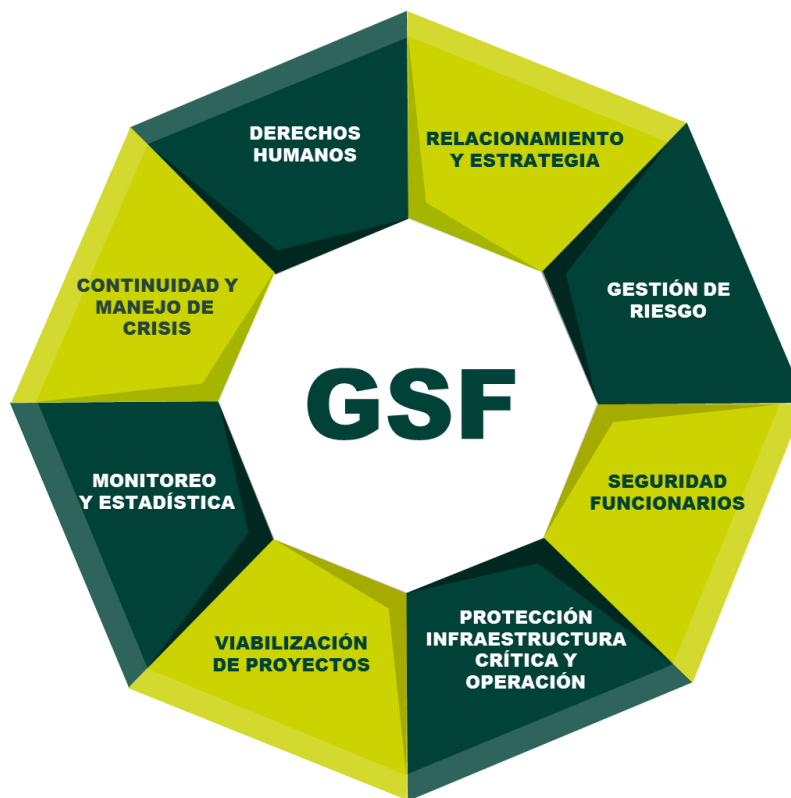 DERECHOS
HUMANOS
RELACIONAMIENTO
Y ESTRATEGIA
GESTIÓN DE
RIESGO
SEGURIDAD
FUNCIONARIOS
PROTECCIÓN
INFRAESTRUCTURA
CRÍTICA Y
OPERACIÓN
VIABILIZACIÓN
DE PROYECTOS
MONITOREO
Y ESTADÍSTICA
CONTINUIDAD Y
MANEJO DE
CRISIS
GSF